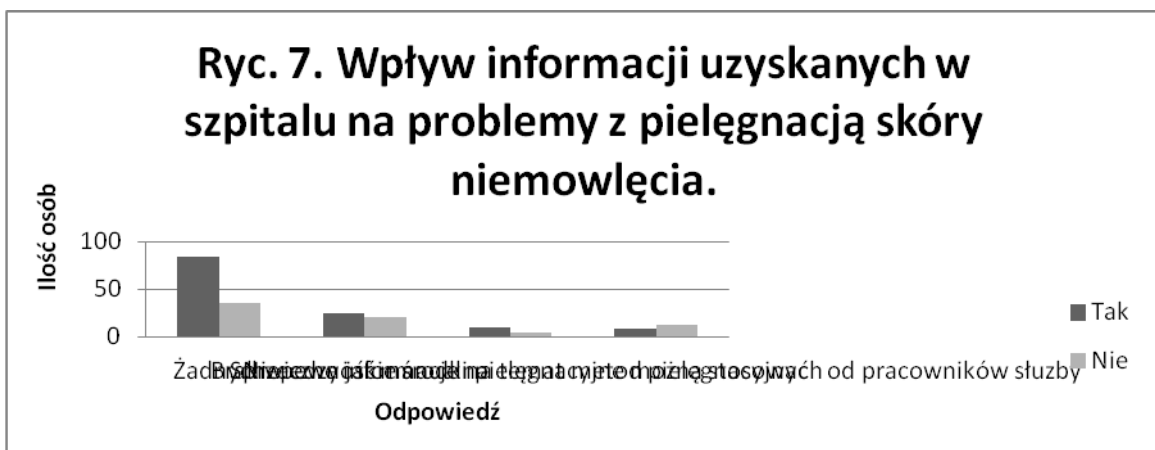 Ryc. 7. Wpływ informacji uzyskanych w
szpitalu na problemy z pielęgnacją skóry
niemowlęcia.
Ilość osób
100
50
0
Tak
Nie
od pracowników służby
Odpowiedź